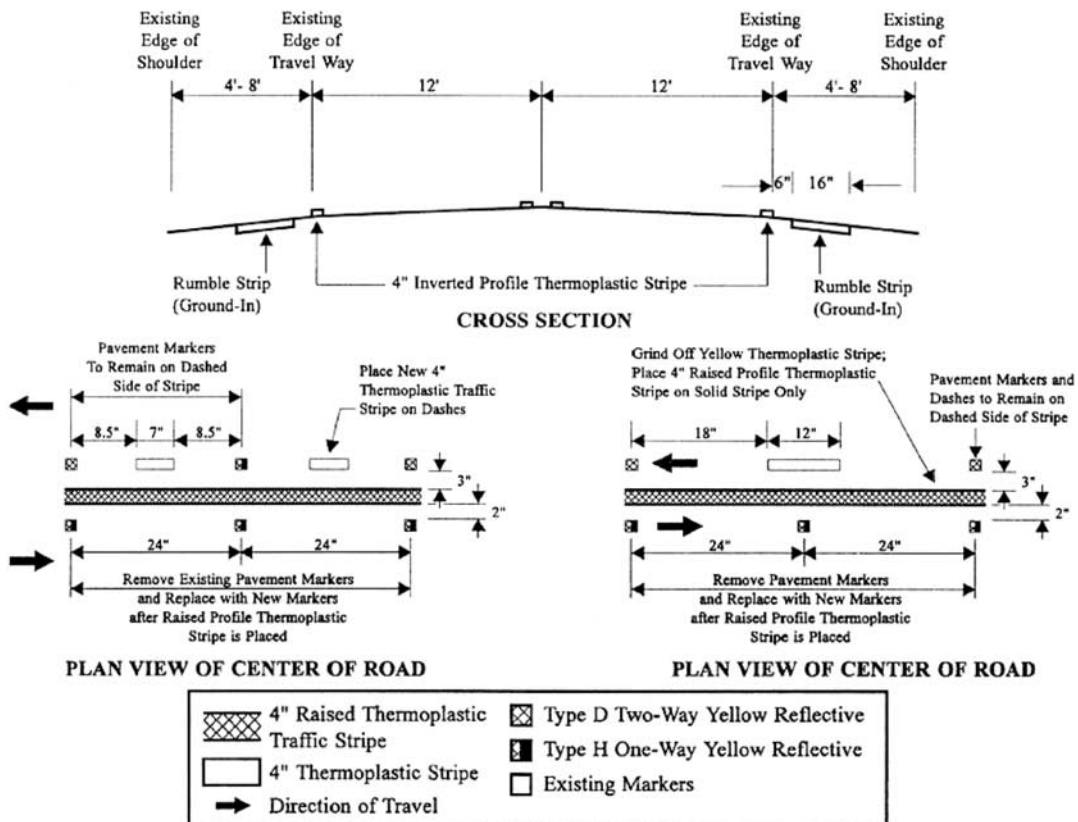 Existing
Edge of
Shoulder
Existing
Edge of
Travel Way
Existing
Edge of
Travel Way
Existing
Edge of
Shoulder
4'- 8'
12'
12'
4'- 8'
6"
16"
Rumble Strip
(Ground-In)
4" Inverted Profile Thermoplastic Stripe
Rumble Strip
(Ground-In)
CROSS SECTION
Pavement Markers
To Remain on Dashed
Side of Stripe
Place New 4"
Thermoplastic Traffic
Stripe on Dashes
8.5"
7"
8.5"
3"
2"
24"
24"
Remove Existing Pavement Markers
and Replace with New Markers
after Raised Profile Thermoplastic
Stripe is Placed
PLAN VIEW OF CENTER OF ROAD
Grind Off Yellow Thermoplastic Stripe;
Place 4" Raised Profile Thermoplastic
Stripe on Solid Stripe Only
Pavement Markers and
Dashes to Remain on
Dashed Side of Stripe
18"
12"
3"
2"
24"
24"
Remove Pavement Markers
and Replace with New Markers
after Raised Profile Thermoplastic
Stripe is Placed
PLAN VIEW OF CENTER OF ROAD
4" Raised Thermoplastic
Traffic Stripe
4" Thermoplastic Stripe
Direction of Travel
Type D Two-Way Yellow Reflective
Type H One-Way Yellow Reflective
Existing Markers